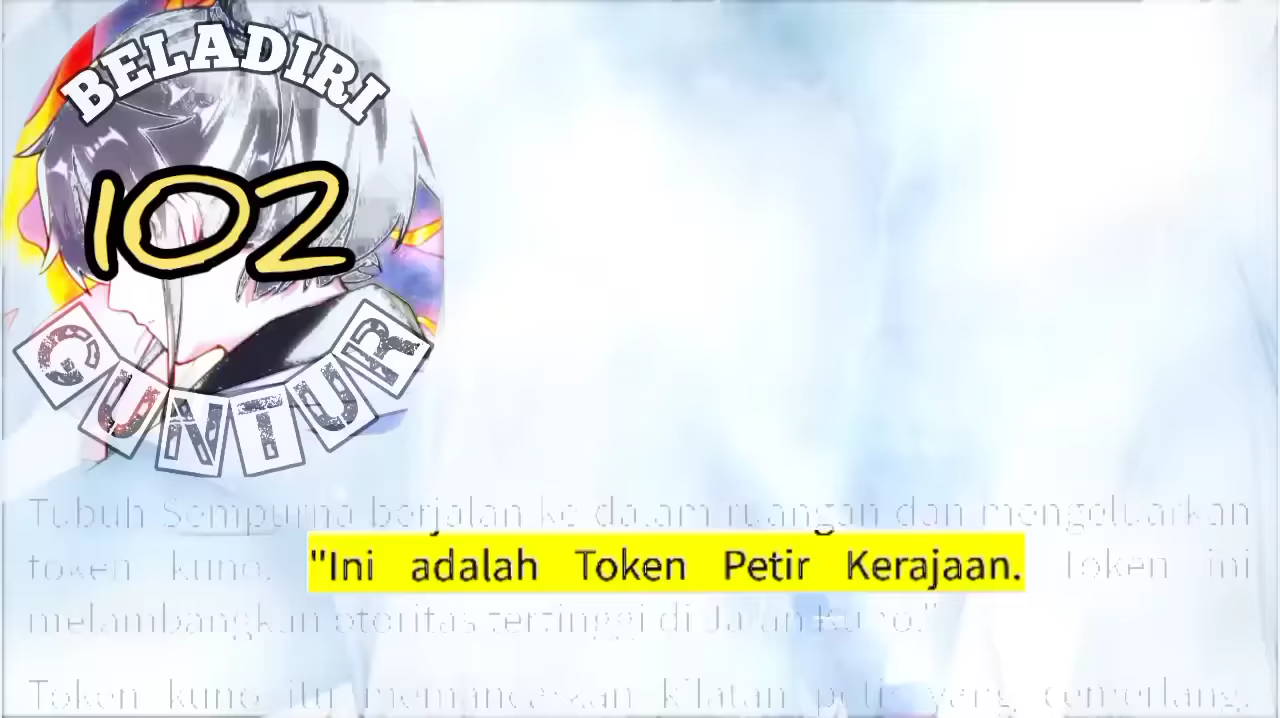 BELADIRI
102
GUNTUR
Tubuh Sempurna berjalan ke dalam ruangan dan mengeluarkan
token kuno. "Ini adalah Token Petir Kerajaan. Token ini
melambangkan otoritas tertinggi di Jalan Kuno."
Token kuno itu memancarkan kilatan petir yang cemerlang.